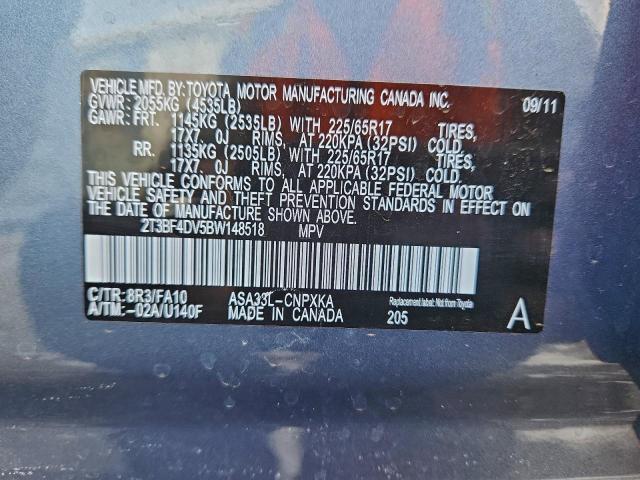 VEHICLE MFD. BY: TOYOTA MOTOR MANUFACTURING CANADA INC. 09/11
GVWR: 2055KG (4535LB)
GAWR: FRT. 1145KG (2535LB) WITH 225/65R17 TIRES,
17X7. 0J RIMS, AT 220KPA (32PSI) COLD.
RR. 1135KG (2505LB) WITH 225/65R17 TIRES,
17X7. 0J RIMS, AT 220KPA (32PSI) COLD.
THIS VEHICLE CONFORMS TO ALL APPLICABLE FEDERAL MOTOR
VEHICLE SAFETY AND THEFT PREVENTION STANDARDS IN EFFECT ON
THE DATE OF MANUFACTURE SHOWN ABOVE.
2T3BF4DV5BW148518 MPV
C/TR: 8R3/FA10 ASA33L-CNPXKA Replacement label: Not Toyota
A/TM: -02A/U140F MADE IN CANADA 205 A